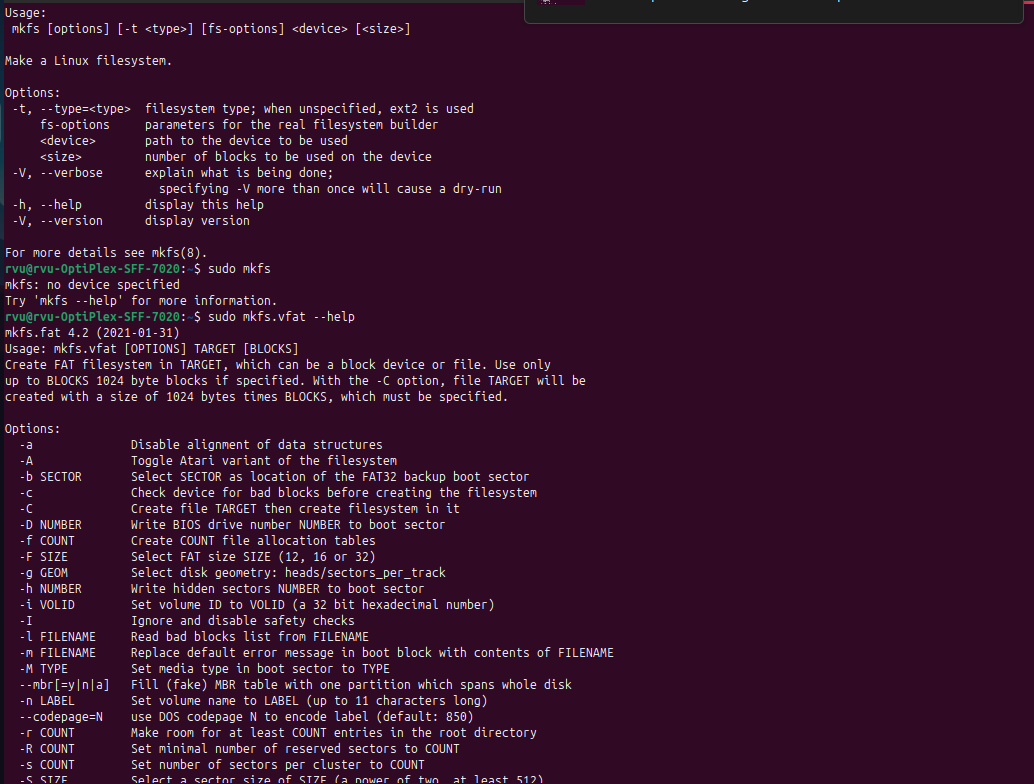 Usage:
 mkfs [options] [-t <type>] [fs-options] <device> [<size>]

Make a Linux filesystem.

Options:
 -t, --type=<type>  filesystem type; when unspecified, ext2 is used
     fs-options     parameters for the real filesystem builder
     <device>       path to the device to be used
     <size>         number of blocks to be used on the device
 -V, --verbose      explain what is being done;
                      specifying -V more than once will cause a dry-run
 -h, --help         display this help
 -V, --version      display version

For more details see mkfs(8).
rvu@rvu-OptiPlex-SFF-7020:~$ sudo mkfs
mkfs: no device specified
Try 'mkfs --help' for more information.
rvu@rvu-OptiPlex-SFF-7020:~$ sudo mkfs.vfat --help
mkfs.fat 4.2 (2021-01-31)
Usage: mkfs.vfat [OPTIONS] TARGET [BLOCKS]
Create FAT filesystem in TARGET, which can be a block device or file. Use only
up to BLOCKS 1024 byte blocks if specified. With the -C option, file TARGET will be
created with a size of 1024 bytes times BLOCKS, which must be specified.

Options:
  -a              Disable alignment of data structures
  -A              Toggle Atari variant of the filesystem
  -b SECTOR       Select SECTOR as location of the FAT32 backup boot sector
  -c              Check device for bad blocks before creating the filesystem
  -C              Create file TARGET then create filesystem in it
  -D NUMBER       Write BIOS drive number NUMBER to boot sector
  -f COUNT        Create COUNT file allocation tables
  -F SIZE         Select FAT size SIZE (12, 16 or 32)
  -g GEOM         Select disk geometry: heads/sectors_per_track
  -h NUMBER       Write hidden sectors NUMBER to boot sector
  -i VOLID        Set volume ID to VOLID (a 32 bit hexadecimal number)
  -I              Ignore and disable safety checks
  -l FILENAME     Read bad blocks list from FILENAME
  -m FILENAME     Replace default error message in boot block with contents of FILENAME
  -M TYPE         Set media type in boot sector to TYPE
  --mbr[=y|n|a]   Fill (fake) MBR table with one partition which spans whole disk
  -n LABEL        Set volume name to LABEL (up to 11 characters long)
  --codepage=N    use DOS codepage N to encode label (default: 850)
  -r COUNT        Make room for at least COUNT entries in the root directory
  -R COUNT        Set minimal number of reserved sectors to COUNT
  -s COUNT        Set number of sectors per cluster to COUNT
  -S SIZE         Select a sector size of SIZE (a power of two, at least 512)